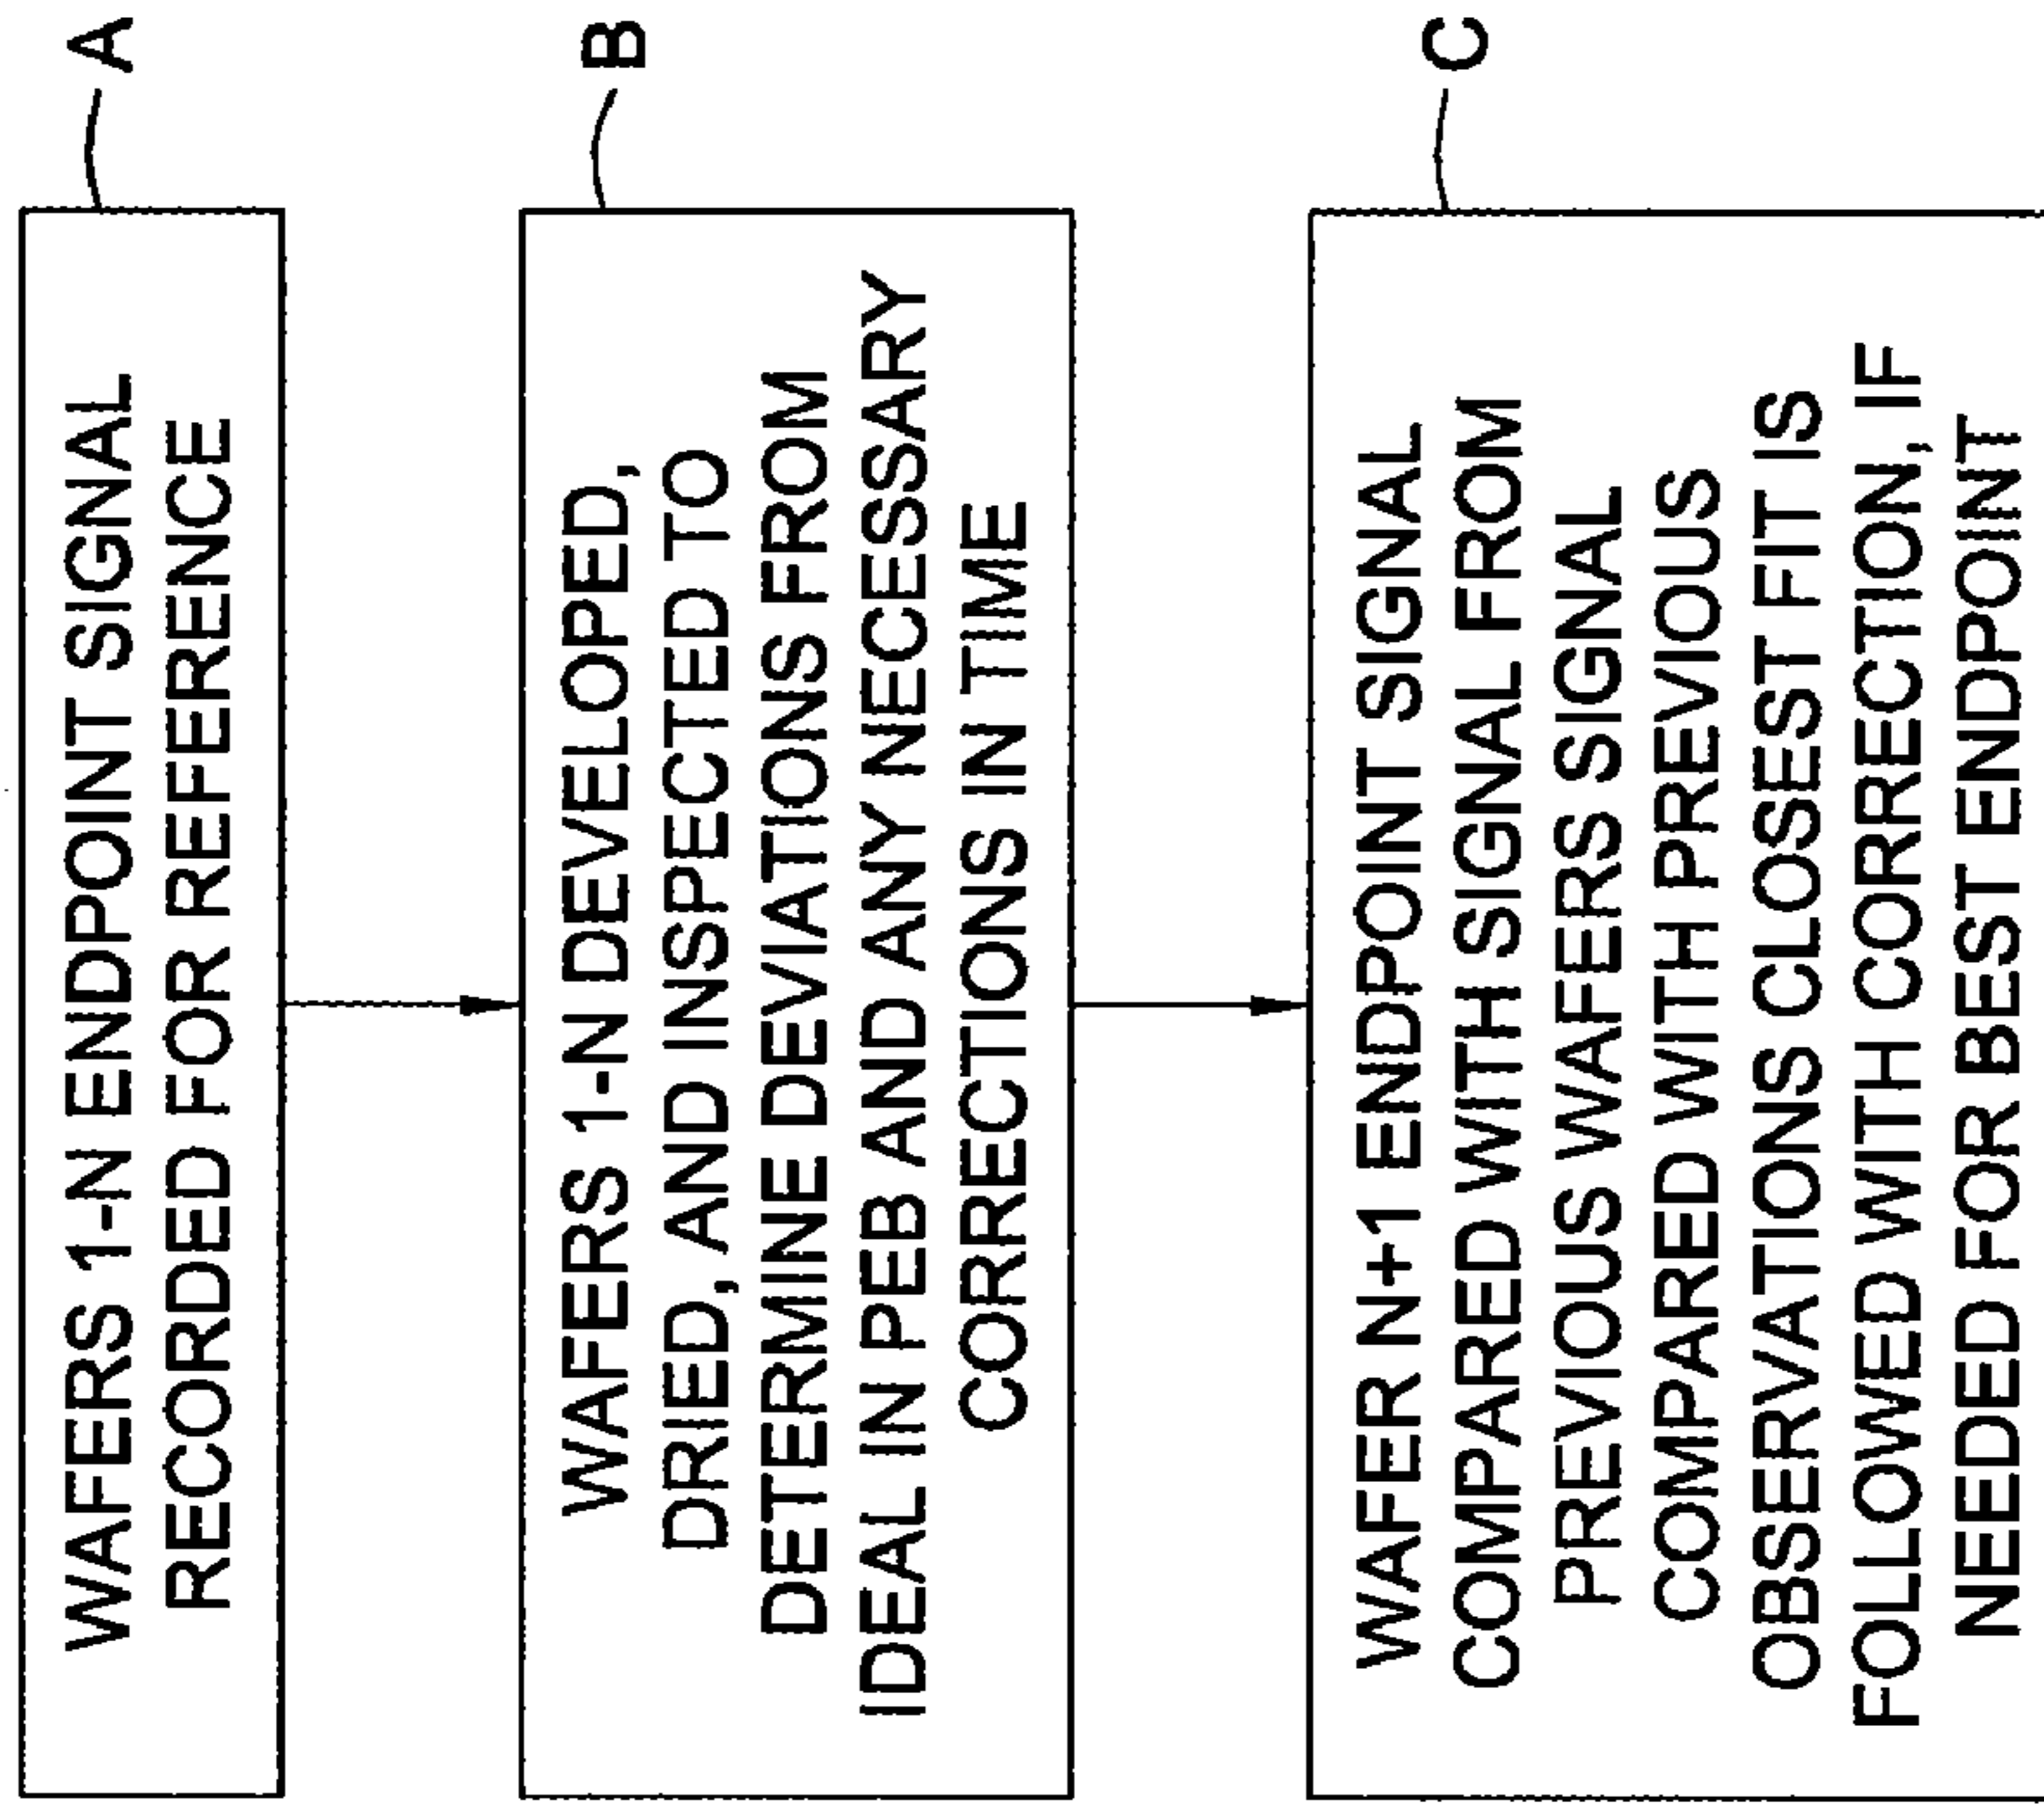 WAFERS 1-N ENDPOINT SIGNAL
RECORDED FOR REFERENCE
A
WAFERS 1-N DEVELOPED,
DRIED, AND INSPECTED TO
DETERMINE DEVIATIONS FROM
IDEAL IN PEB AND ANY NECESSARY
CORRECTIONS IN TIME
B
WAFER N+1 ENDPOINT SIGNAL
COMPARED WITH SIGNAL FROM
PREVIOUS WAFERS SIGNAL
COMPARED WITH PREVIOUS
OBSERVATIONS CLOSEST FIT IS
FOLLOWED WITH CORRECTION, IF
NEEDED FOR BEST ENDPOINT
C